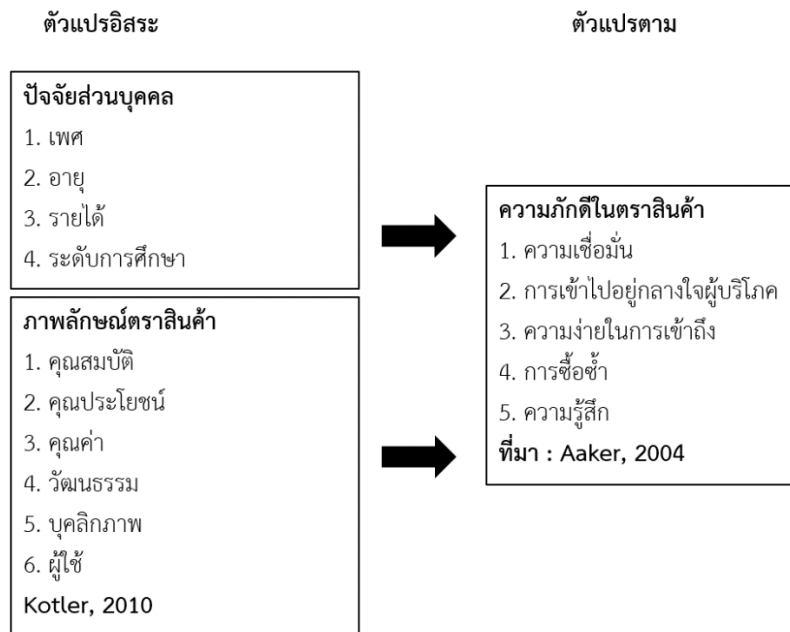 ตัวแปรอิสระ
ตัวแปรตาม
ปัจจัยส่วนบุคคล
1. เพศ
2. อายุ
3. รายได้
4. ระดับการศึกษา
ภาพลักษณ์ตราสินค้า
1. คุณสมบัติ
2. คุณประโยชน์
3. คุณค่า
4. วัฒนธรรม
5. บุคลิกภาพ
6. ผู้ใช้
Kotler, 2010
ความภักดีในตราสินค้า
1. ความเชื่อมั่น
2. การเข้าไปอยู่กลางใจผู้บริโภค
3. ความง่ายในการเข้าถึง
4. การซื้อซ้ำ
5. ความรู้สึก
ที่มา : Aaker, 2004